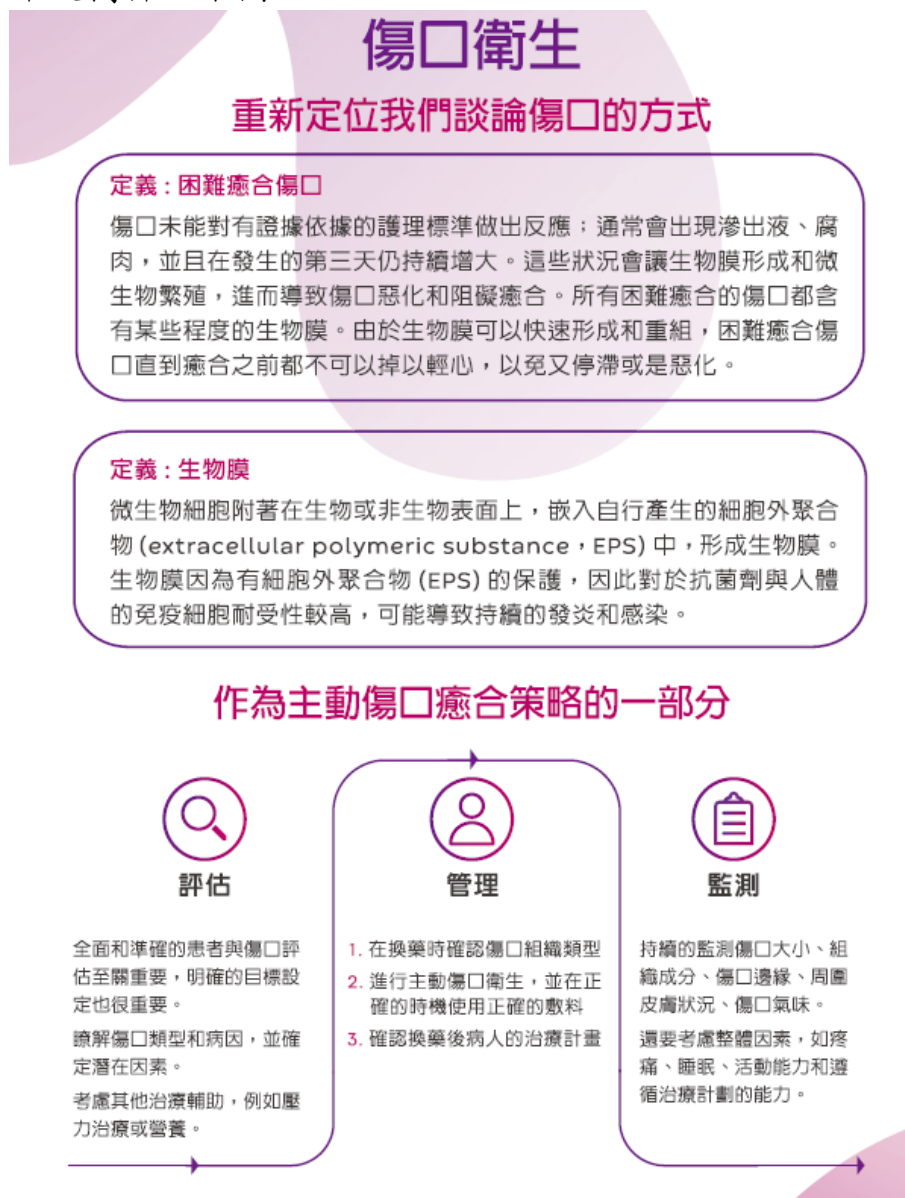 傷口衛生
重新定位我們談論傷口的方式
定義:困難癒合傷口
傷口未能對有證據依據的護理標準做出反應;通常會出現滲出液、腐
肉,並且在發生的第三天仍持續增大。這些狀況會讓生物膜形成和微
生物繁殖,進而導致傷口惡化和阻礙癒合。所有困難癒合的傷口都含
有某些程度的生物膜。由於生物膜可以快速形成和重組,困難癒合傷
口直到癒合之前都不可以掉以輕心,以免又停滯或是惡化。
定義:生物膜
微生物細胞附著在生物或非生物表面上,嵌入自行產生的細胞外聚合
物 (extracellular polymeric substance,EPS) 中,形成生物膜。
生物膜因為有細胞外聚合物 (EPS) 的保護,因此對於抗菌劑與人體
的免疫細胞耐受性較高,可能導致持續的發炎和感染。
作為主動傷口癒合策略的一部分
評估
全面和準確的患者與傷口評
估至關重要,明確的目標設
定也很重要。
瞭解傷口類型和病因,並確
定潛在因素。
考慮其他治療輔助,例如壓
力治療或營養。
管理
1. 在換藥時確認傷口組織類型
2. 進行主動傷口衛生,並在正
確的時機使用正確的敷料
3. 確認換藥後病人的治療計畫
監測
持續的監測傷口大小、組
織成分、傷口邊緣、周圍
皮膚狀況、傷口氣味。
還要考慮整體因素,如疼
痛、睡眠、活動能力和遵
循治療計劃的能力。